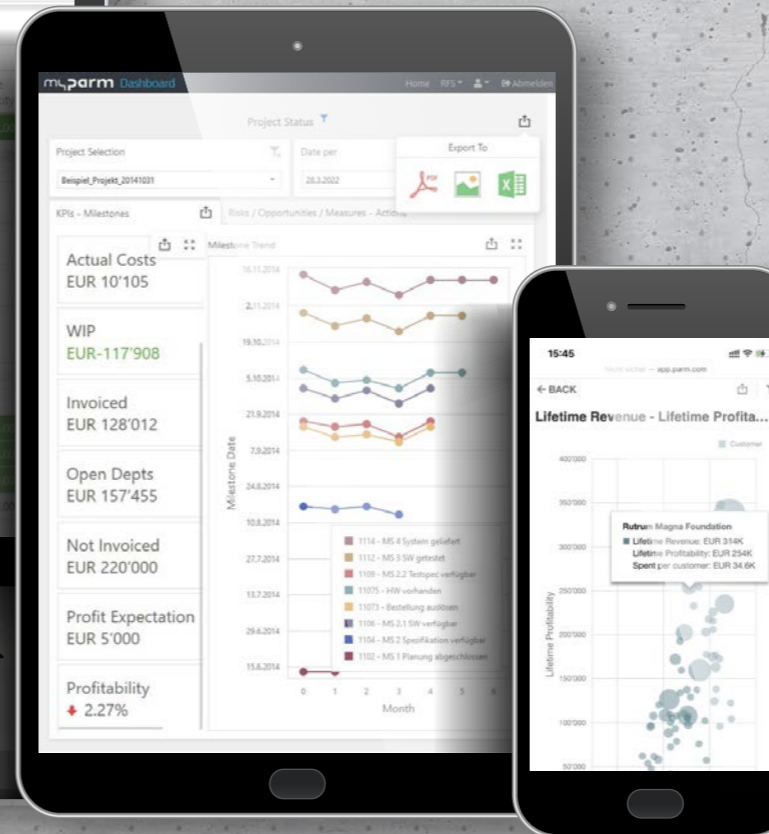 myparm Dashboard
Home RFS Abmelden
Project Status
Project Selection
Date per
Export To
PDF
Beispiel_Projekt_20141031
28.3.2022
KPIs - Milestones
Risks / Opportunities / Measures - Actions
Actual Costs
EUR 10'105
WIP
EUR-117'908
Invoiced
EUR 128'012
Open Depts
EUR 157'455
Not Invoiced
EUR 220'000
Profit Expectation
EUR 5'000
Profitability
2.27%
Milestone Trend
Milestone Date
16.11.2014
2.11.2014
19.10.2014
5.10.2014
21.9.2014
7.9.2014
24.8.2014
10.8.2014
27.7.2014
13.7.2014
29.6.2014
15.6.2014
1114 - MS 4 System geliefert
1112 - MS 3 SW getestet
1109 - MS 2.2 Testspec verfügbar
11075 - HW vorhanden
11073 - Bestellung auslösen
1106 - MS 2.1 SW verfügbar
1104 - MS 2 Spezifikation verfügbar
1102 - MS 1 Planung abgeschlossen
0 1 2 3 4 5 6
Month
15:45
app.parm.com
BACK
Lifetime Revenue - Lifetime Profita...
Customer
Lifetime Profitability
400'000
350'000
300'000
250'000
200'000
150'000
100'000
50'000
Rutrum Magna Foundation
Lifetime Revenue: EUR 314K
Lifetime Profitability: EUR 254K
Spent per customer: EUR 34.6K